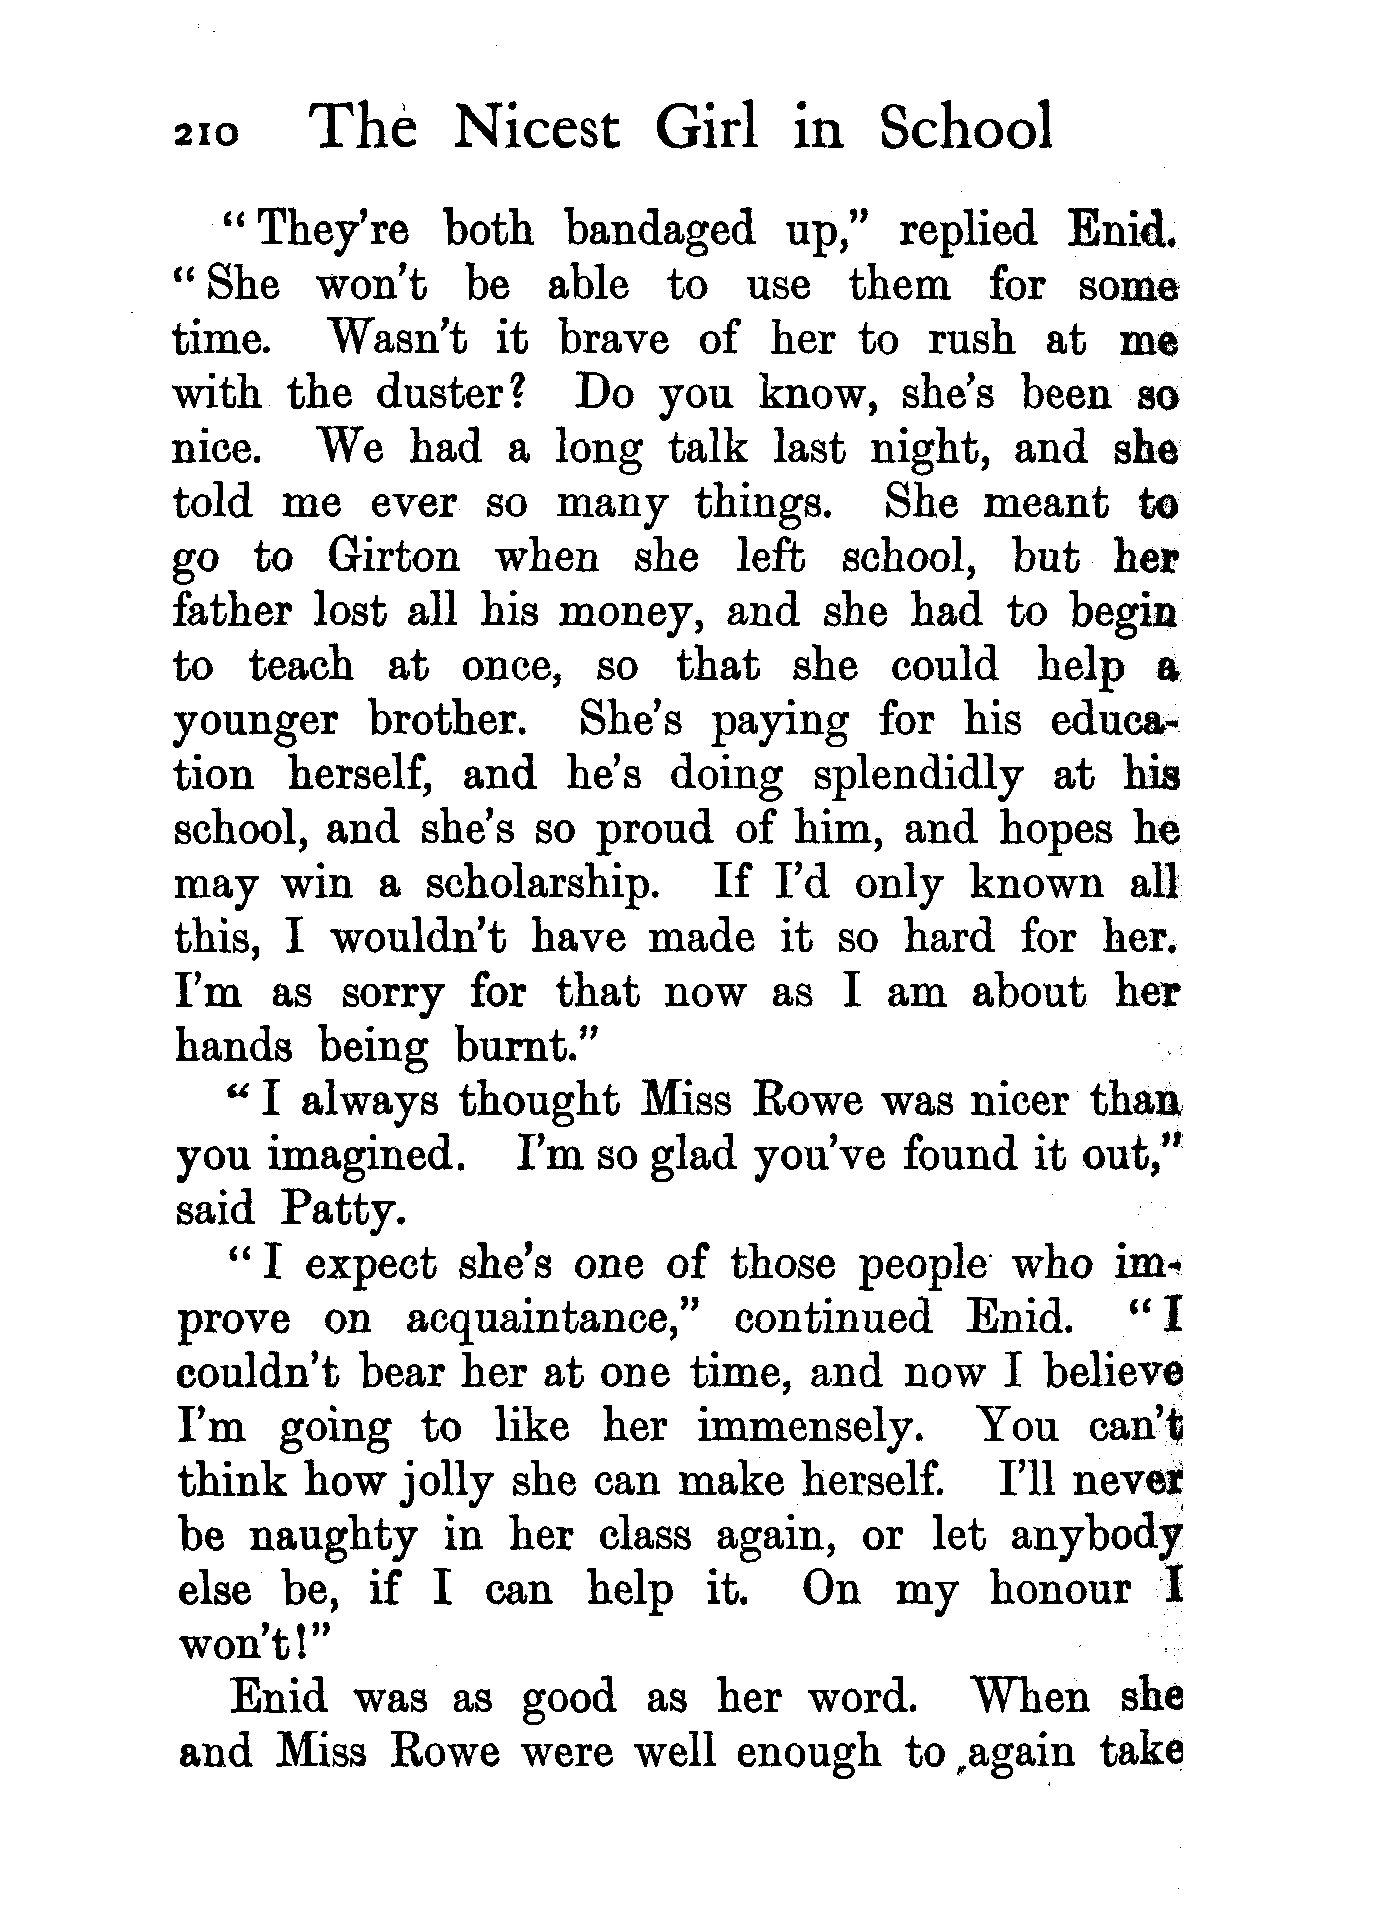 210 The Nicest Girl in School
"They're both bandaged up," replied Enid.
"She won't be able to use them for some
time. Wasn't it brave of her to rush at me
with the duster? Do you know, she's been so
nice. We had a long talk last night, and she
told me ever so many things. She meant to
go to Girton when she left school, but her
father lost all his money, and she had to begin
to teach at once, so that she could help a
younger brother. She's paying for his educa-
tion herself, and he's doing splendidly at his
school, and she's so proud of him, and hopes he
may win a scholarship. If I'd only known all
this, I wouldn't have made it so hard for her.
I'm as sorry for that now as I am about her
hands being burnt."
"I always thought Miss Rowe was nicer than
you imagined. I'm so glad you've found it out,"
said Patty.
"I expect she's one of those people who im-
prove on acquaintance," continued Enid. "I
couldn't bear her at one time, and now I believe
I'm going to like her immensely. You can't
think how jolly she can make herself. I'll never
be naughty in her class again, or let anybody
else be, if I can help it. On my honour I
won't!"
Enid was as good as her word. When she
and Miss Rowe were well enough to again take